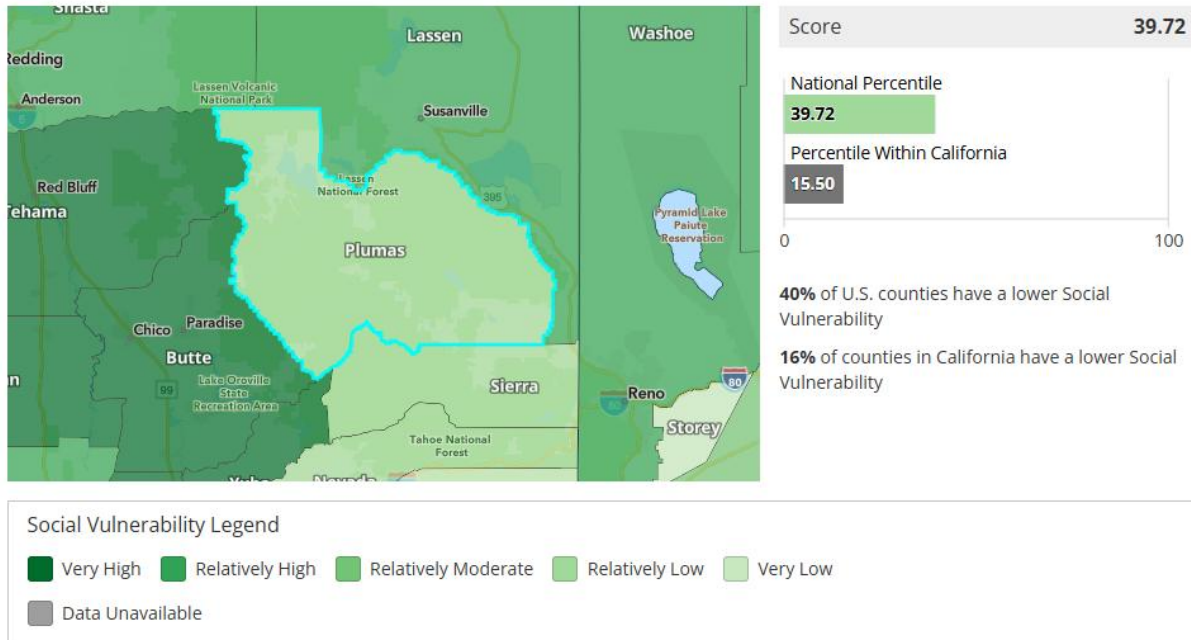 Shasta
Lassen
Washoe
Redding
Lassen Volcanic
National Park
Anderson
5
Susanville
Red Bluff
Tehama
Lassen
National Forest
395
Pyramid Lake
Paiute
Reservation
Plumas
Chico
Paradise
Butte
Lake Oroville
State
Recreation Area
99
Sierra
80
Reno
Storey
Tahoe National
Forest
Nevada
Score 39.72
National Percentile
39.72
Percentile Within California
15.50
0 100
40% of U.S. counties have a lower Social
Vulnerability
16% of counties in California have a lower Social
Vulnerability
Social Vulnerability Legend
Very High Relatively High Relatively Moderate Relatively Low Very Low
Data Unavailable